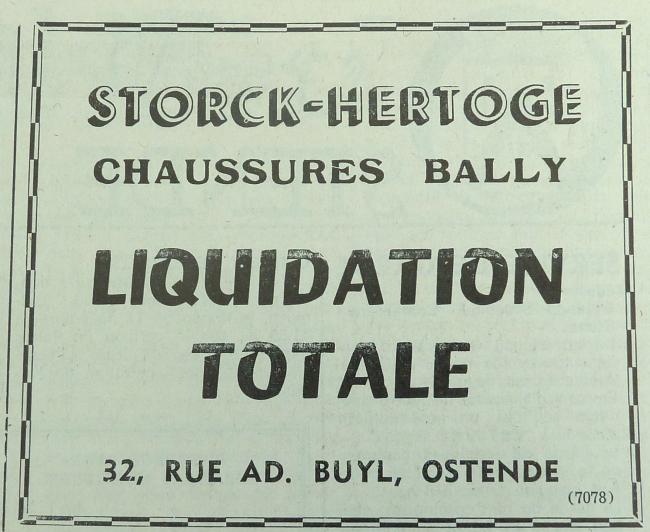 STORCK-HERTOGE
CHAUSSURES BALLY
LIQUIDATION
TOTALE
32, RUE AD. BUYL, OSTENDE
(7078)